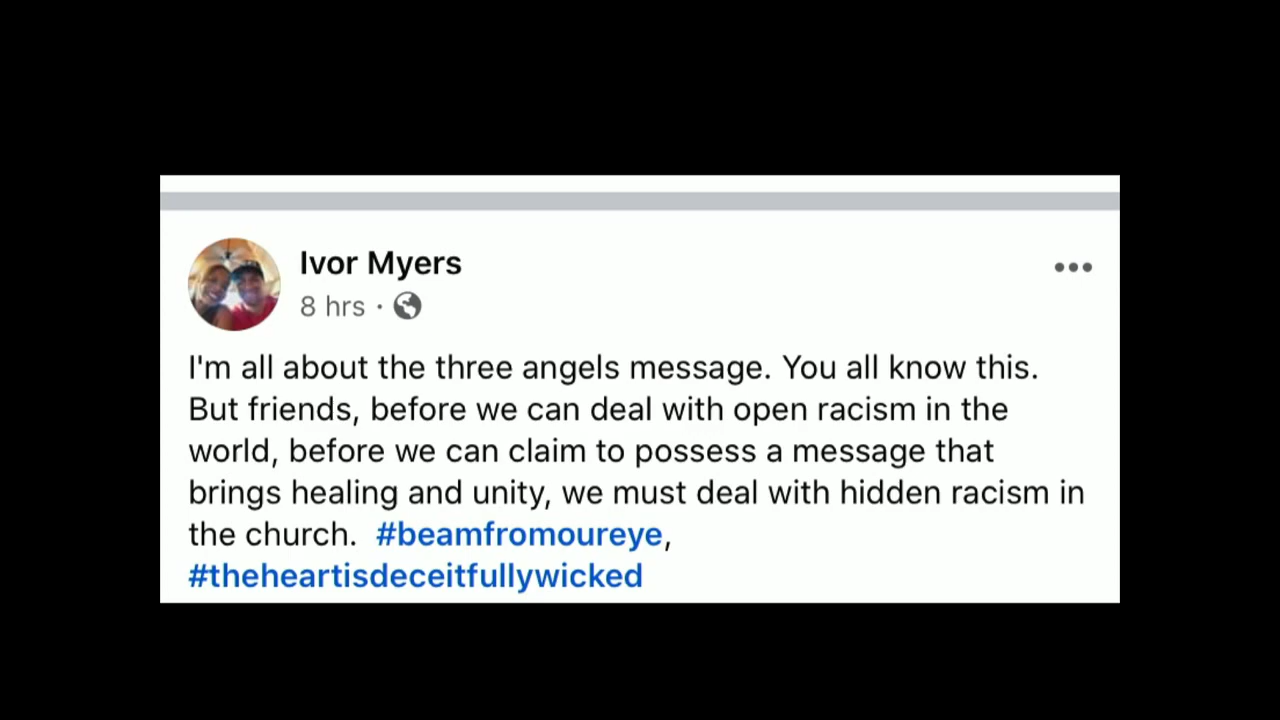 Ivor Myers
8 hrs ·
I'm all about the three angels message. You all know this.
But friends, before we can deal with open racism in the
world, before we can claim to possess a message that
brings healing and unity, we must deal with hidden racism in
the church. #beamfromoureye,
#theheartisdeceitfullywicked